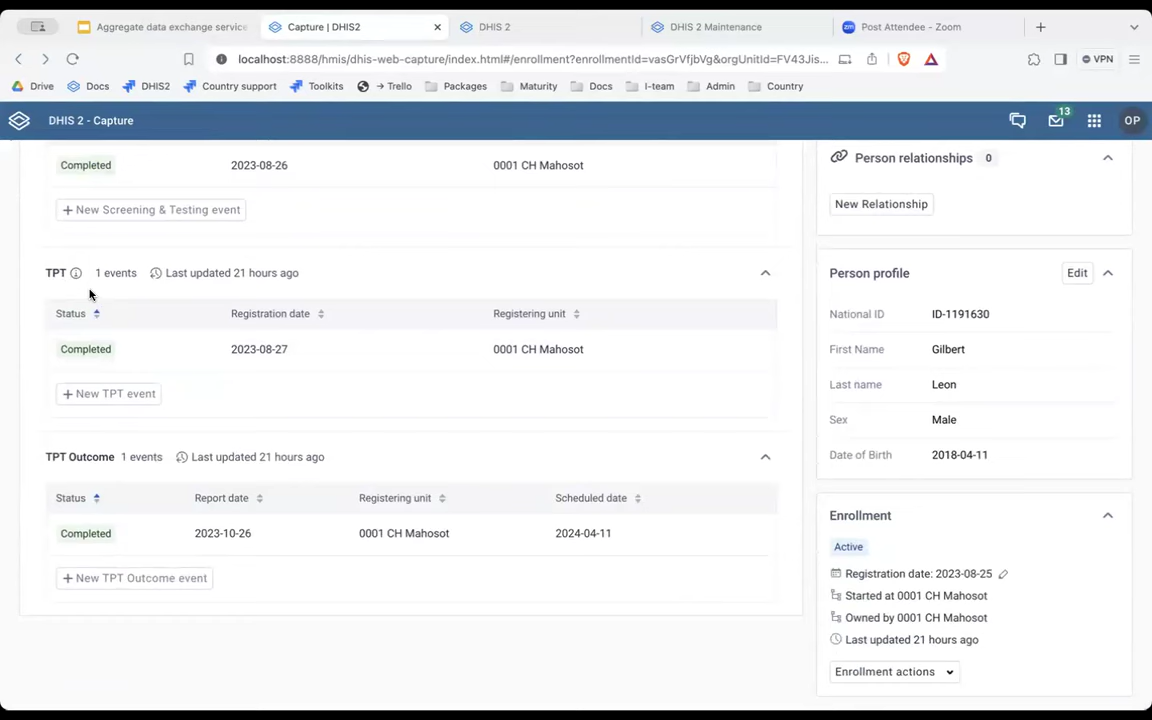 Aggregate data exchange service
Capture | DHIS2
DHIS 2
DHIS 2 Maintenance
Post Attendee - Zoom
localhost:8888/hmis/dhis-web-capture/index.html#/enrollment?enrollmentId=vasGrVfjbVg&orgUnitId=FV43Jis...
VPN
Drive
Docs
DHIS2
Country support
Toolkits
→ Trello
Packages
Maturity
Docs
I-team
Admin
Country
DHIS 2 - Capture
13
OP
Completed 2023-08-26 0001 CH Mahosot
+ New Screening & Testing event
TPT 1 events Last updated 21 hours ago
Status Registration date Registering unit
Completed 2023-08-27 0001 CH Mahosot
+ New TPT event
TPT Outcome 1 events Last updated 21 hours ago
Status Report date Registering unit Scheduled date
Completed 2023-10-26 0001 CH Mahosot 2024-04-11
+ New TPT Outcome event
Person relationships 0
New Relationship
Person profile Edit
National ID ID-1191630
First Name Gilbert
Last name Leon
Sex Male
Date of Birth 2018-04-11
Enrollment
Active
Registration date: 2023-08-25
Started at 0001 CH Mahosot
Owned by 0001 CH Mahosot
Last updated 21 hours ago
Enrollment actions